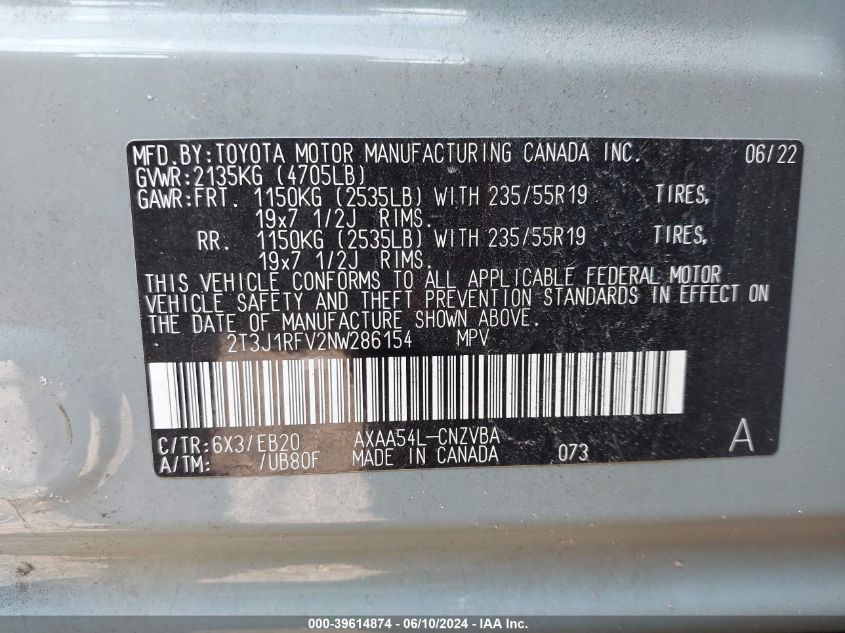 MFD.BY:TOYOTA MOTOR MANUFACTURING CANADA INC. 06/22
GVWR:2135KG (4705LB)
GAWR:FRT. 1150KG (2535LB) WITH 235/55R19 TIRES,
19x7 1/2J RIMS.
RR. 1150KG (2535LB) WITH 235/55R19 TIRES,
19x7 1/2J RIMS.
THIS VEHICLE CONFORMS TO ALL APPLICABLE FEDERAL MOTOR
VEHICLE SAFETY AND THEFT PREVENTION STANDARDS IN EFFECT ON
THE DATE OF MANUFACTURE SHOWN ABOVE.
2T3J1RFV2NW286154 MPV
C/TR:6X3/EB20 AXAA54L-CNZVBA A
A/TM: /UB80F MADE IN CANADA 073
000-39614874 / 06/10/2024 - IAA Inc.